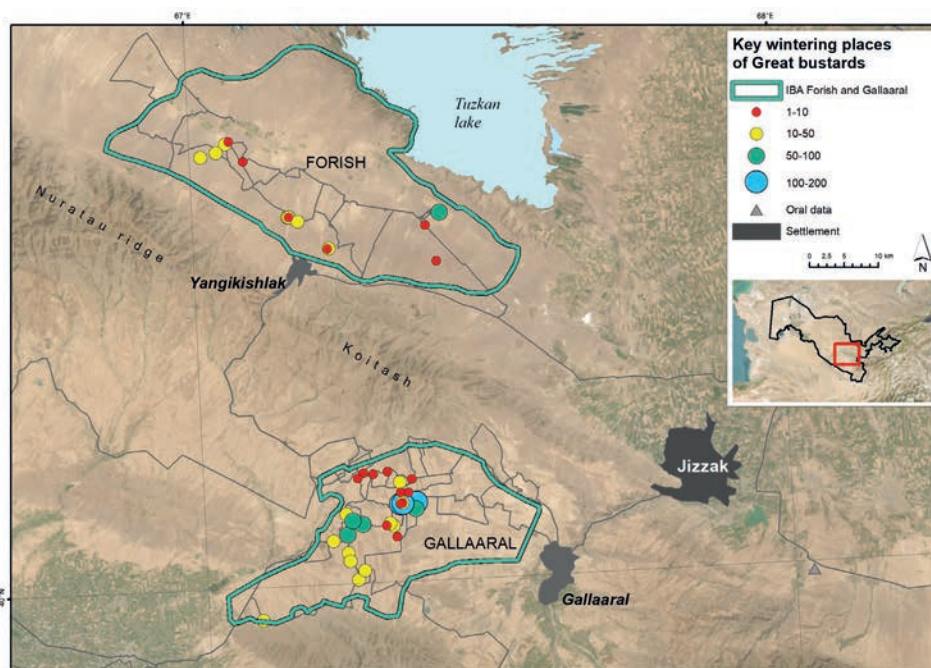 67°E
68°E
Key wintering places
of Great bustards
IBA Forish and Gallaaral
1-10
10-50
50-100
100-200
Oral data
Settlement
0 2.5 5 10 km
N
Tuzkan
lake
FORISH
Nuratau ridge
Yangikishlak
Koitash
Jizzak
GALLAARAL
Gallaaral
40°N